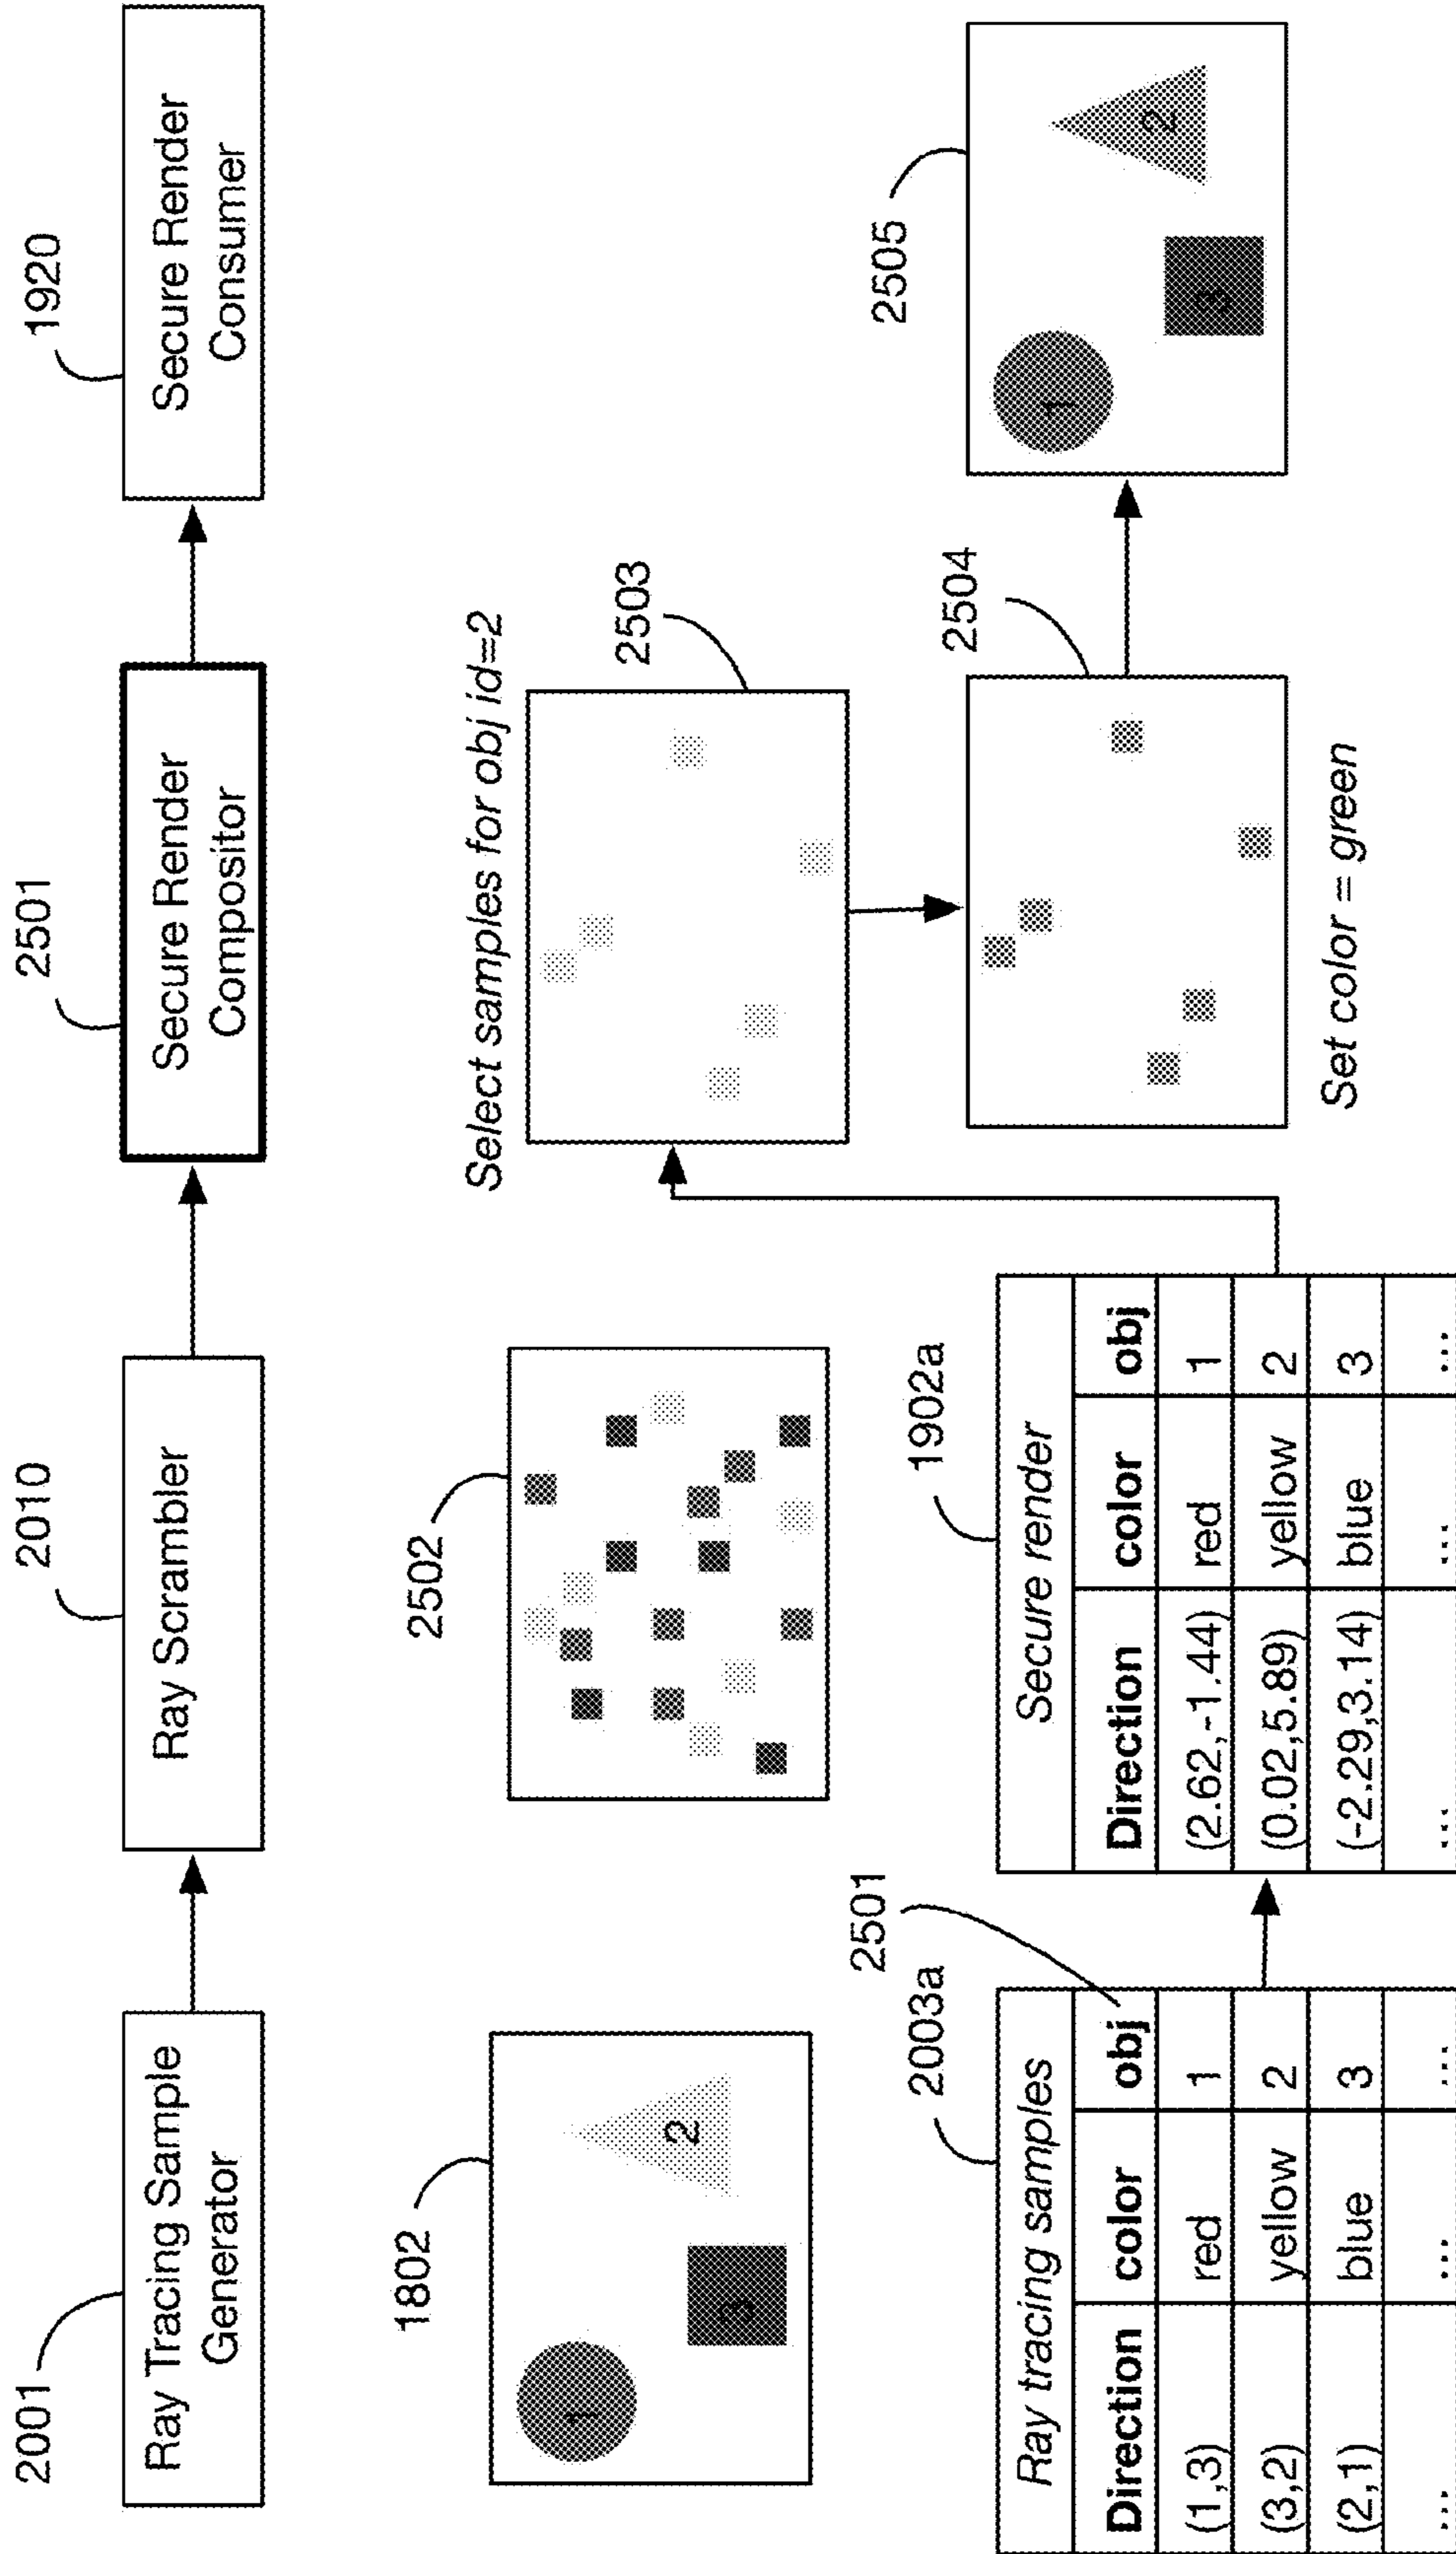 2001
2010
2501
1920
Ray Tracing Sample
Generator
Ray Scrambler
Secure Render
Compositor
Secure Render
Consumer
1802
1
2
3
2502
Select samples for obj id=2
2503
2504
Set color = green
2505
1
2
3
2003a
2501
Ray tracing samples
Direction color obj
(1,3) red 1
(3,2) yellow 2
(2,1) blue 3
... ... ...
1902a
Secure render
Direction color obj
(2.62,-1.44) red 1
(0.02,5.89) yellow 2
(-2.29,3.14) blue 3
... ... ...